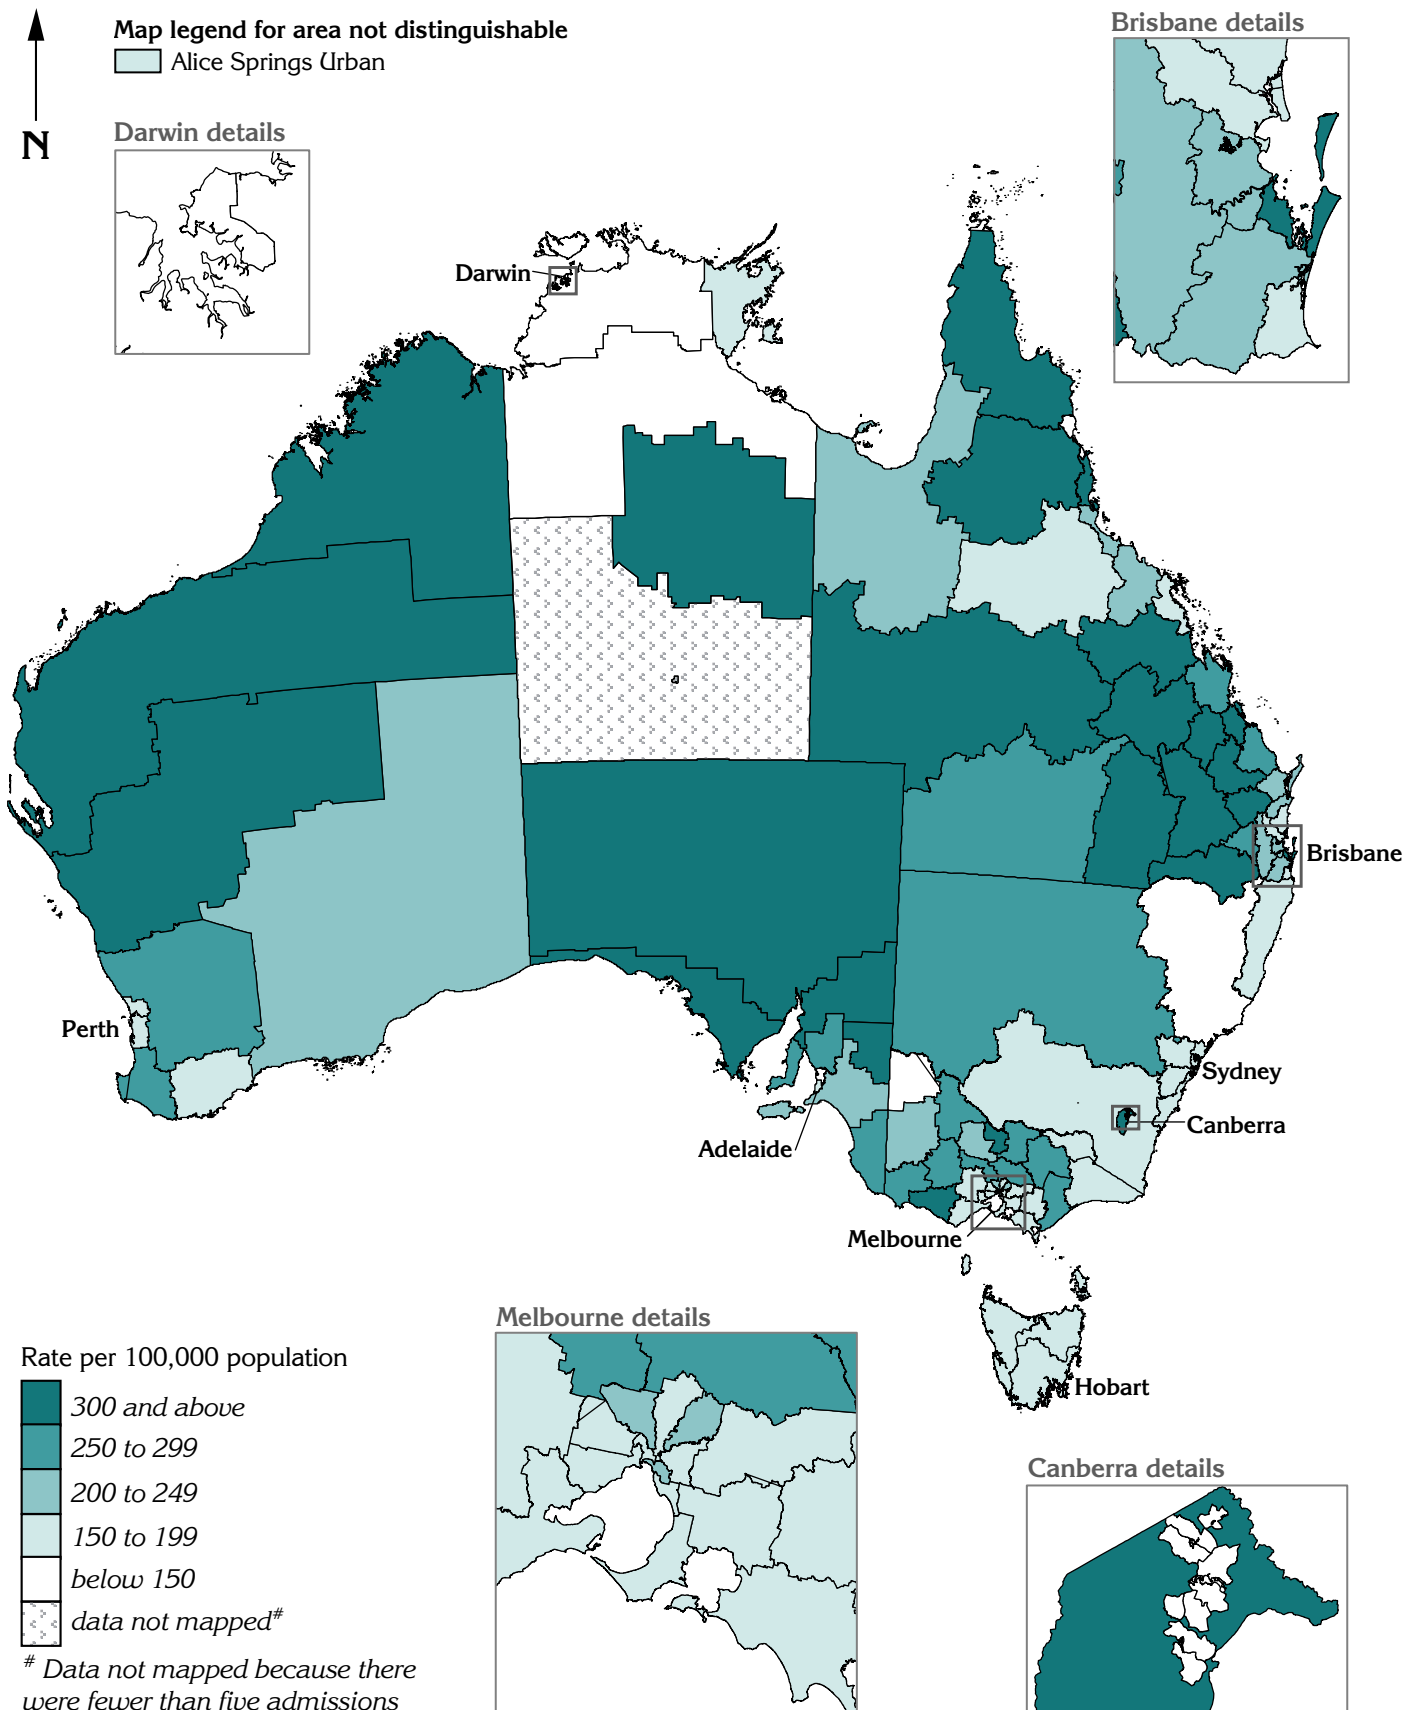 Map legend for area not distinguishable
Alice Springs Urban
Brisbane details
Darwin details
N
Darwin
Brisbane
Perth
Sydney
Canberra
Adelaide
Melbourne
Hobart
Melbourne details
Rate per 100,000 population
300 and above
250 to 299
200 to 249
150 to 199
below 150
data not mapped#
# Data not mapped because there
were fewer than five admissions
Canberra details